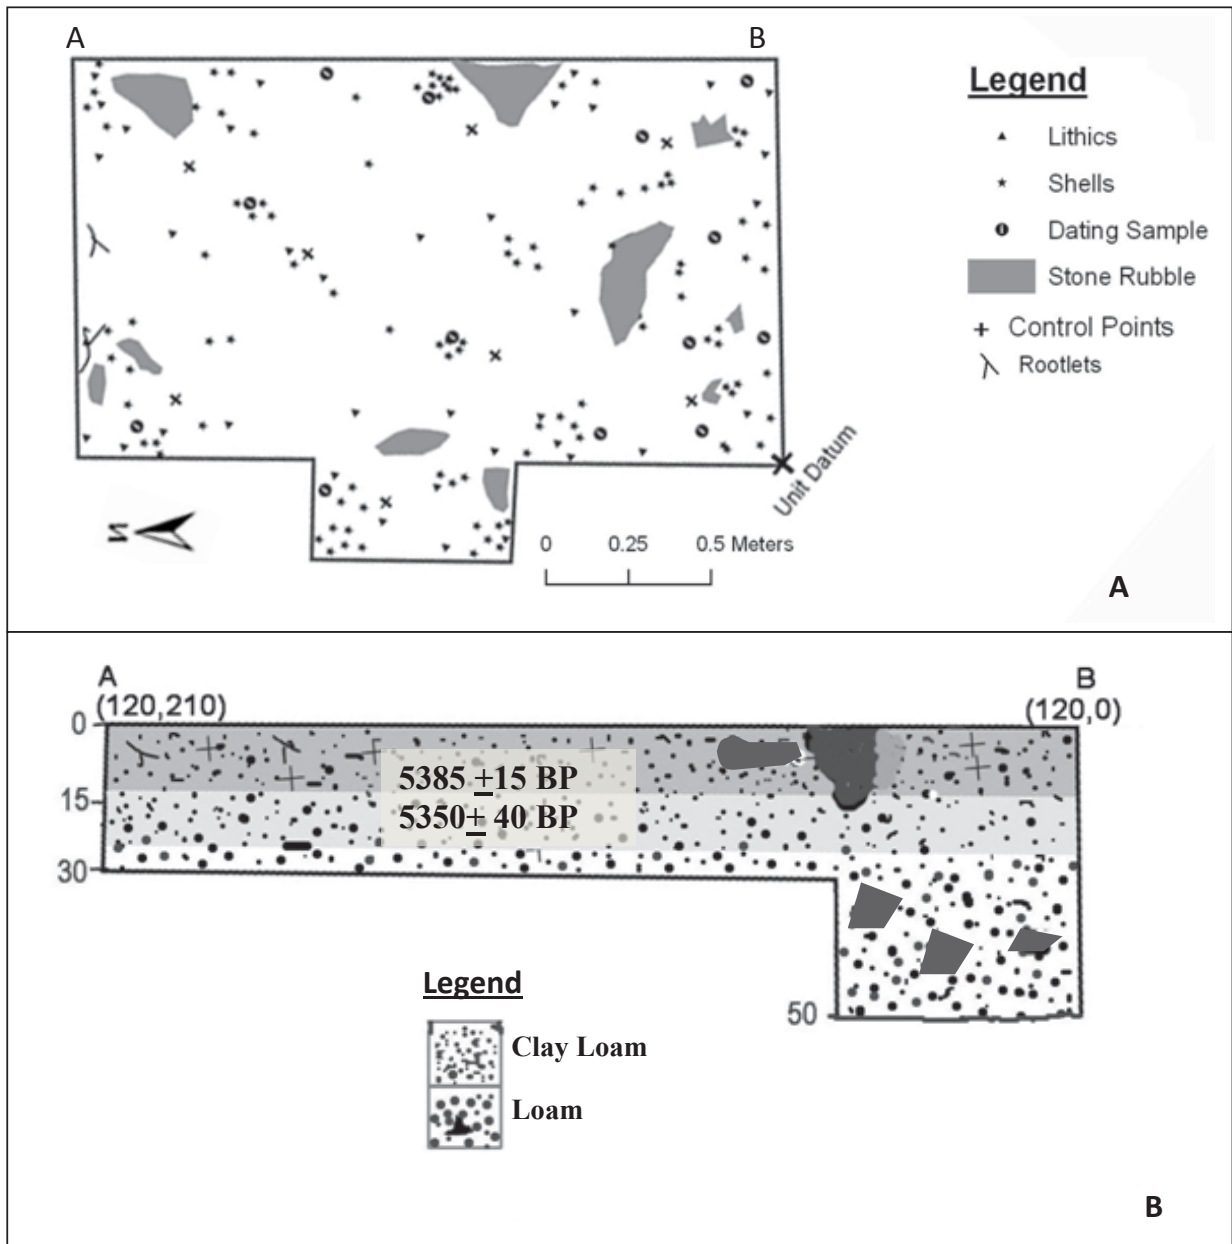 A
B
Legend
Lithics
Shells
Dating Sample
Stone Rubble
Control Points
Rootlets
Unit Datum
N
0 0.25 0.5 Meters
A
A
(120,210)
B
(120,0)
0
5385 ±15 BP
5350± 40 BP
15
30
50
Legend
Clay Loam
Loam
B